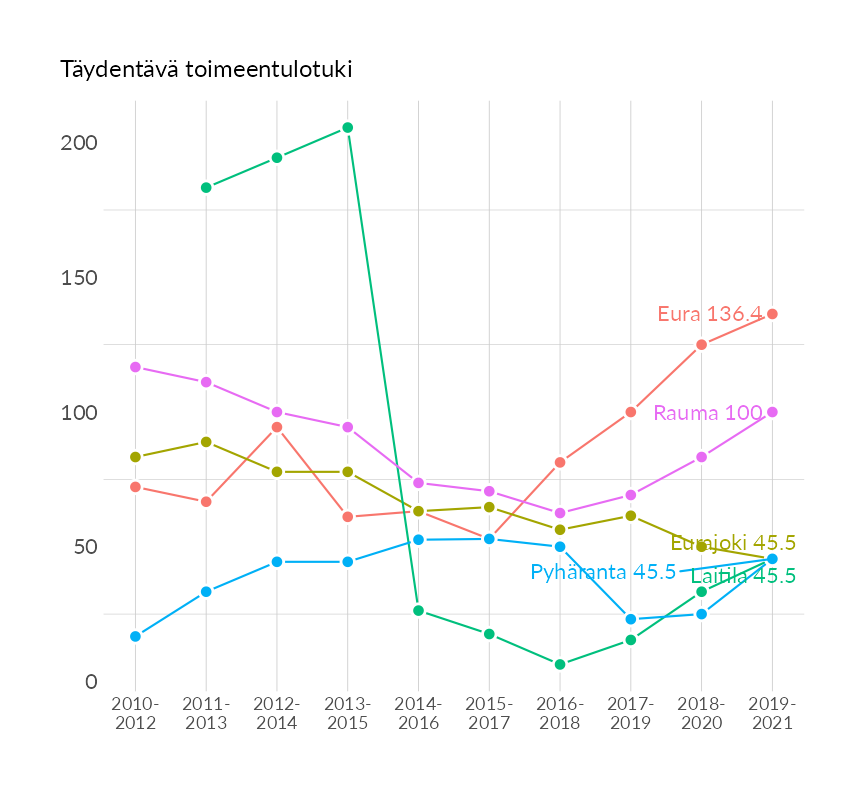 Täydentävä toimeentulotuki
200
150
100
50
0
Eura 136.4
Rauma 100
Eurajoki 45.5
Pyhäranta 45.5
Laitila 45.5
2010- 2011- 2012- 2013- 2014- 2015- 2016- 2017- 2018- 2019-
2012 2013 2014 2015 2016 2017 2018 2019 2020 2021